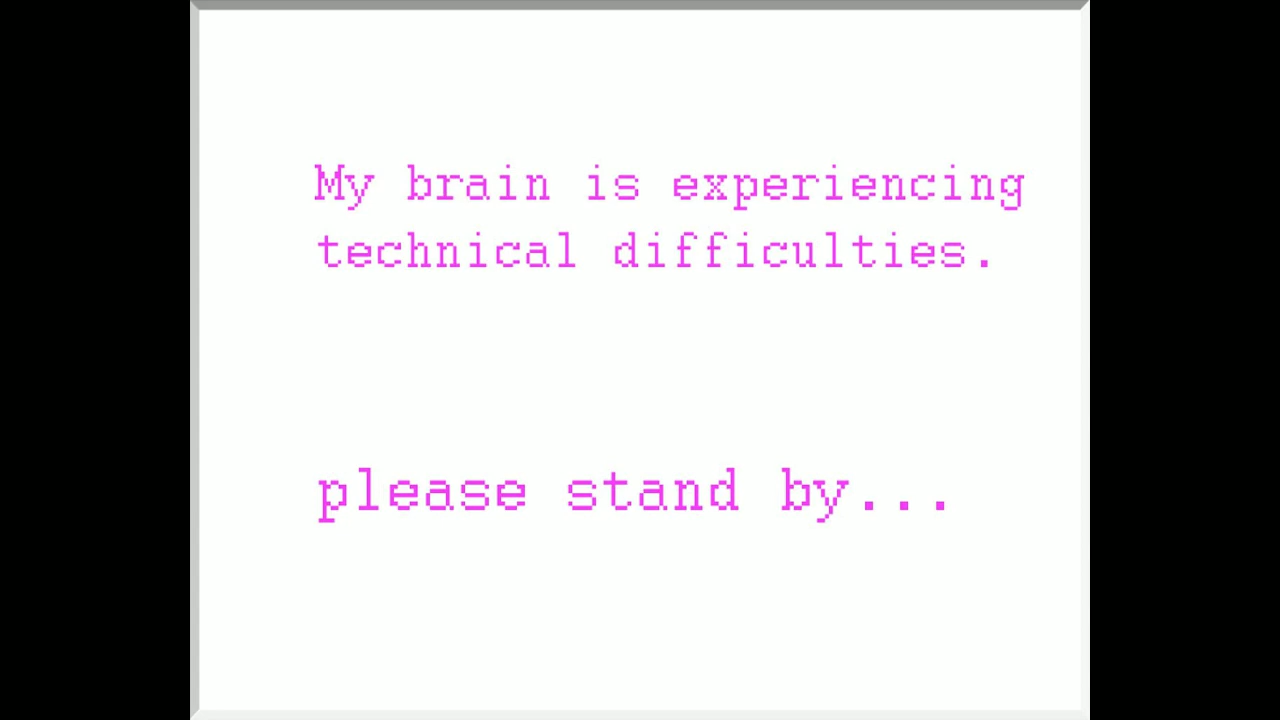 My brain is experiencing
technical difficulties.
please stand by...